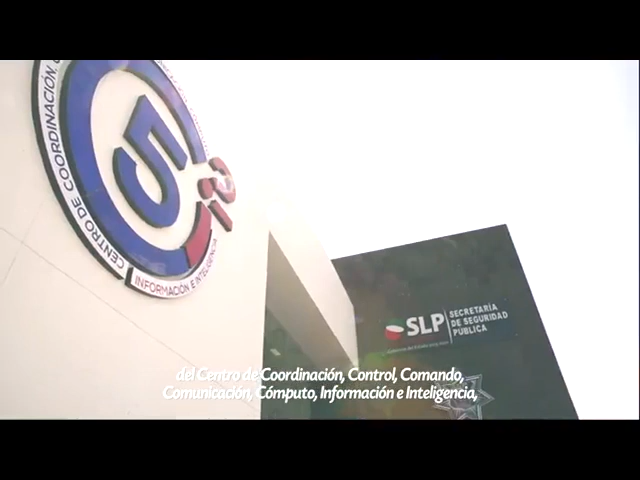 CENTRO DE COORDINACIÓN,
INFORMACIÓN E INTELIGENCIA
C5i2
SLP
SECRETARÍA
DE SEGURIDAD
PÚBLICA
del Centro de Coordinación, Control, Comando,
Comunicación, Cómputo, Información e Inteligencia,